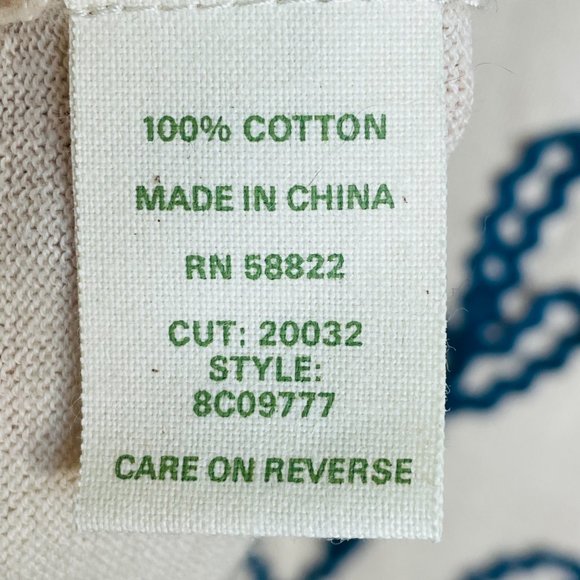 100% COTTON
MADE IN CHINA
RN 58822
CUT: 20032
STYLE:
8C09777
CARE ON REVERSE